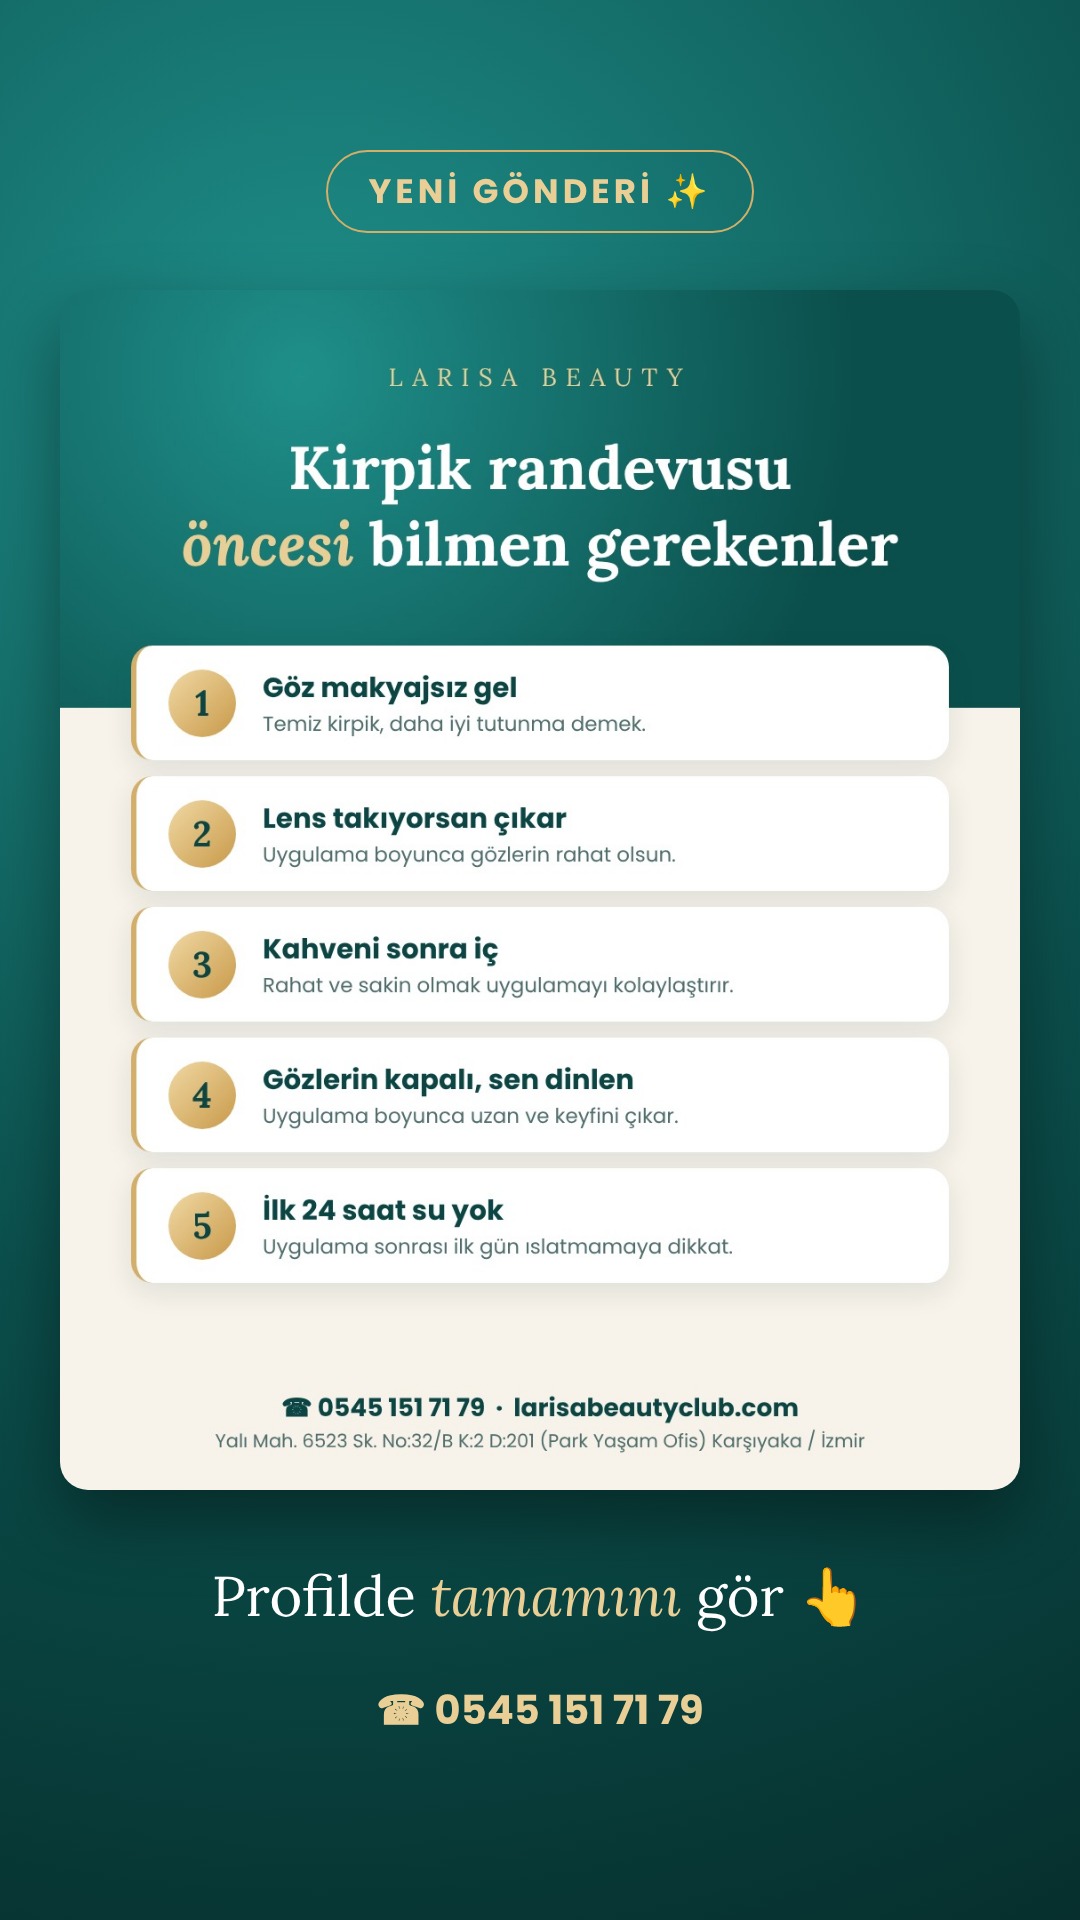 YENİ GÖNDERİ ✨
LARISA BEAUTY
Kirpik randevusu
öncesi bilmen gerekenler
1
Göz makyajsız gel
Temiz kirpik, daha iyi tutunma demek.
2
Lens takıyorsan çıkar
Uygulama boyunca gözlerin rahat olsun.
3
Kahveni sonra iç
Rahat ve sakin olmak uygulamayı kolaylaştırır.
4
Gözlerin kapalı, sen dinlen
Uygulama boyunca uzan ve keyfini çıkar.
5
İlk 24 saat su yok
Uygulama sonrası ilk gün ıslatmamaya dikkat.
☎ 0545 151 71 79 · larisabeautyclub.com
Yalı Mah. 6523 Sk. No:32/B K:2 D:201 (Park Yaşam Ofis) Karşıyaka / İzmir
Profilde tamamını gör 👆
☎ 0545 151 71 79